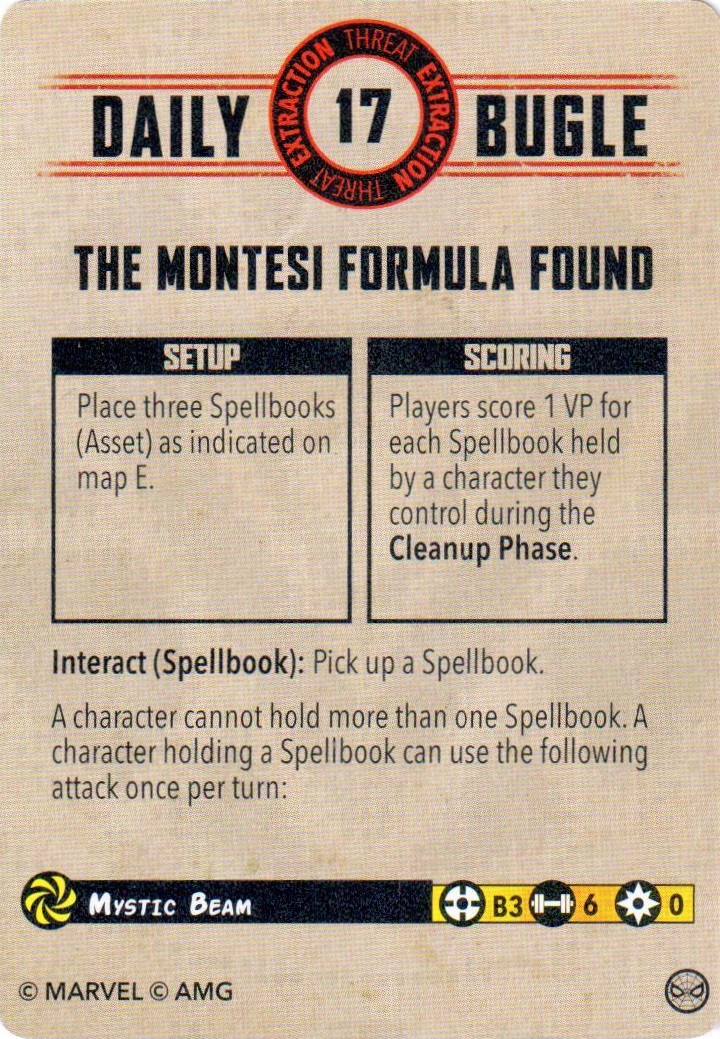 DAILY BUGLE
THREAT EXTRACTION THREAT EXTRACTION
17
THE MONTESI FORMULA FOUND
SETUP
Place three Spellbooks
(Asset) as indicated on
map E.
SCORING
Players score 1 VP for
each Spellbook held
by a character they
control during the
Cleanup Phase.
Interact (Spellbook): Pick up a Spellbook.
A character cannot hold more than one Spellbook. A
character holding a Spellbook can use the following
attack once per turn:
Mystic Beam B3 6 0
© MARVEL © AMG